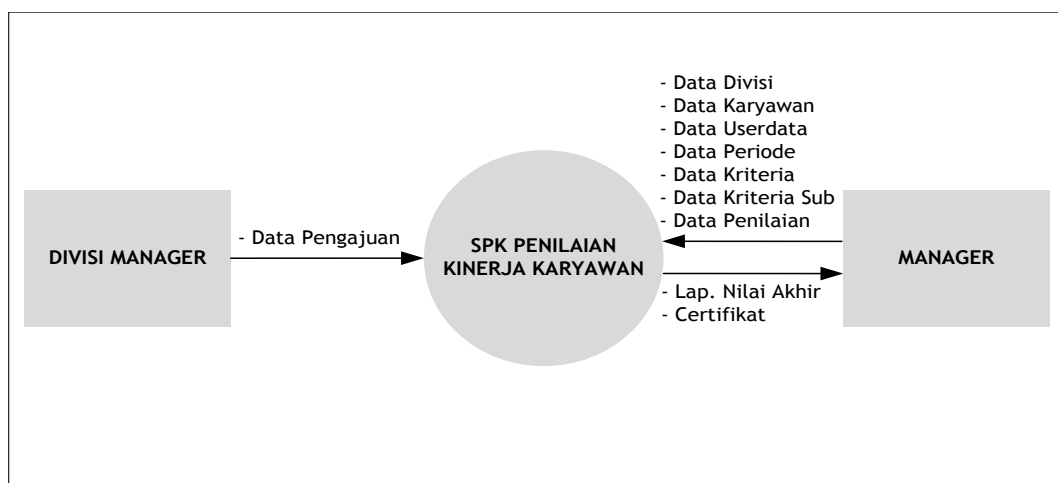 DIVISI MANAGER
- Data Pengajuan
SPK PENILAIAN
KINERJA KARYAWAN
- Data Divisi
- Data Karyawan
- Data Userdata
- Data Periode
- Data Kriteria
- Data Kriteria Sub
- Data Penilaian
- Lap. Nilai Akhir
- Certifikat
MANAGER